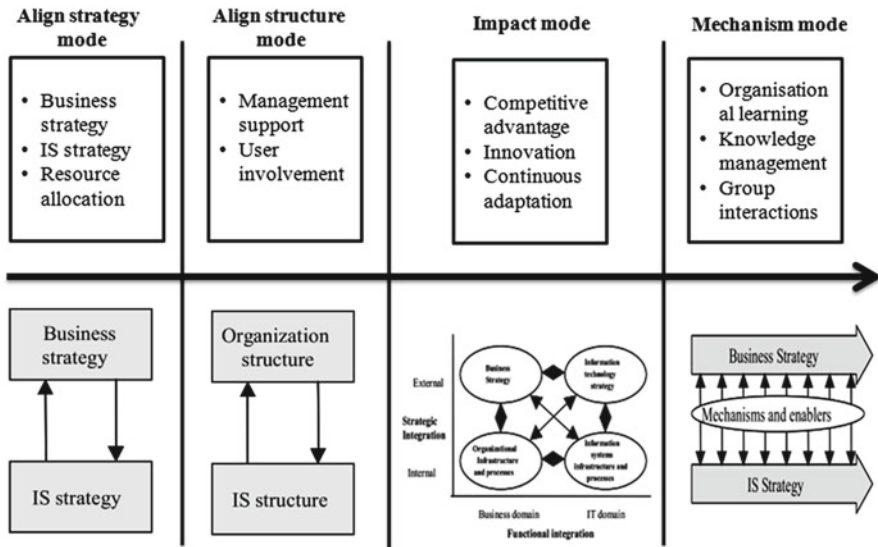 Align strategy
mode
Align structure
mode
Impact mode
Mechanism mode
• Business
strategy
• IS strategy
• Resource
allocation
• Management
support
• User
involvement
• Competitive
advantage
• Innovation
• Continuous
adaptation
• Organisation
al learning
• Knowledge
management
• Group
interactions
Business
strategy
IS strategy
Organization
structure
IS structure
External
Strategic
Integration
Internal
Business
Strategy
Information
technology
strategy
Organizational
Infrastructure
and processes
Information
systems
infrastructure and
processes
Business domain
IT domain
Functional integration
Business Strategy
Mechanisms and enablers
IS Strategy